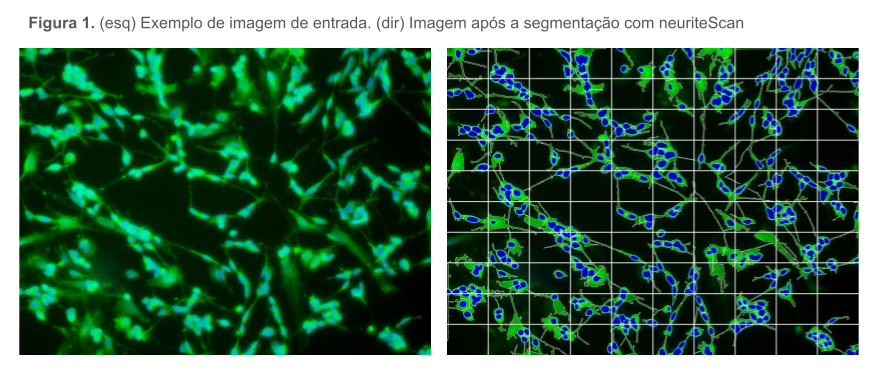 Figura 1. (esq) Exemplo de imagem de entrada. (dir) Imagem após a segmentação com neuriteScan